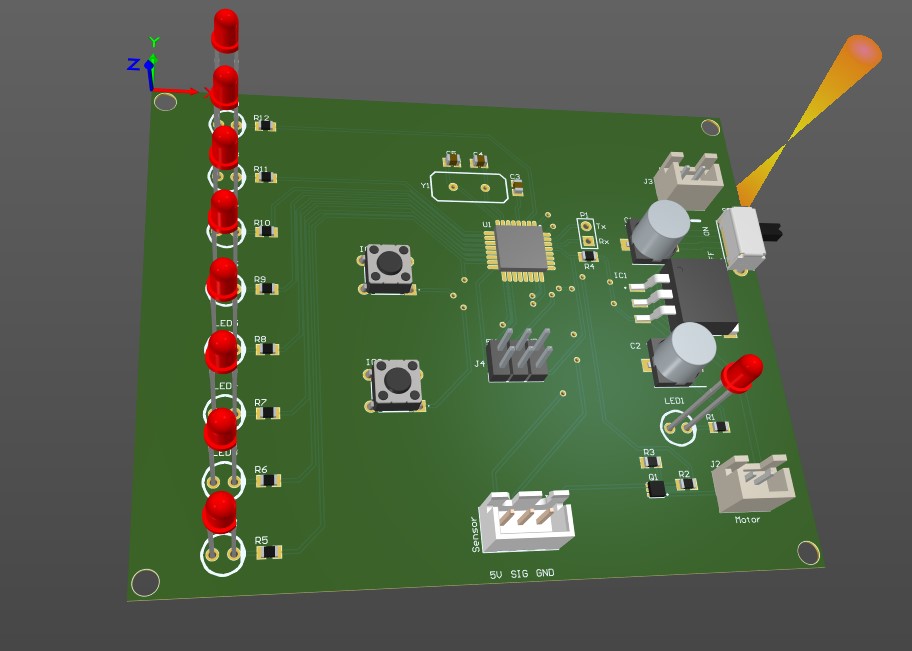 Y
Z
R12
R11
R10
R9
R8
R7
R6
R5
Y1
C3
U1
P1
Tx
Rx
R4
J3
IC1
C2
J4
LED1
R1
R3
R2
Q1
J2
Motor
Sensor
5V SIG GND